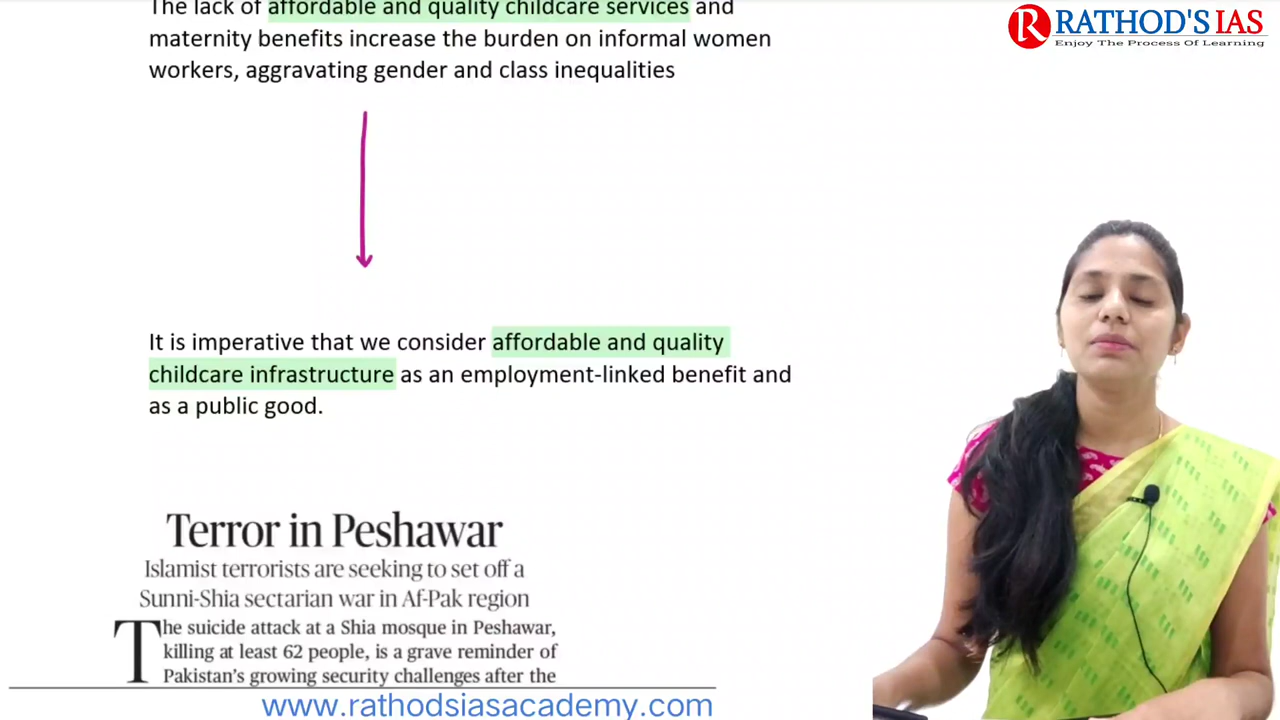 The lack of affordable and quality childcare services and
maternity benefits increase the burden on informal women
workers, aggravating gender and class inequalities
It is imperative that we consider affordable and quality
childcare infrastructure as an employment-linked benefit and
as a public good.
Terror in Peshawar
Islamist terrorists are seeking to set off a
Sunni-Shia sectarian war in Af-Pak region
The suicide attack at a Shia mosque in Peshawar,
killing at least 62 people, is a grave reminder of
Pakistan's growing security challenges after the
www.rathodsiasacademy.com
R RATHOD'S IAS
Enjoy The Process Of Learning